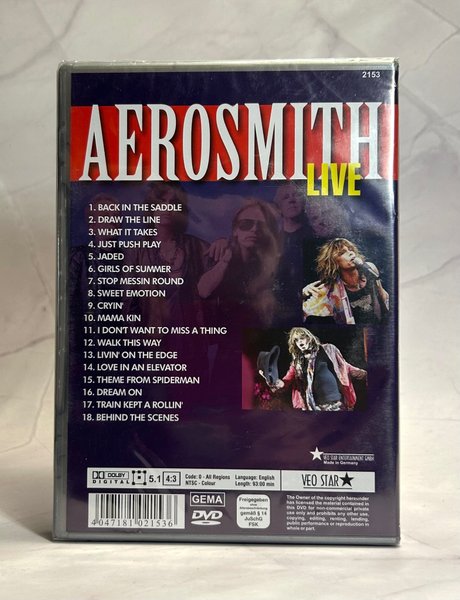 2153
AEROSMITH
LIVE
1. BACK IN THE SADDLE
2. DRAW THE LINE
3. WHAT IT TAKES
4. JUST PUSH PLAY
5. JADED
6. GIRLS OF SUMMER
7. STOP MESSIN ROUND
8. SWEET EMOTION
9. CRYIN'
10. MAMA KIN
11. I DON'T WANT TO MISS A THING
12. WALK THIS WAY
13. LIVIN' ON THE EDGE
14. LOVE IN AN ELEVATOR
15. THEME FROM SPIDERMAN
16. DREAM ON
17. TRAIN KEPT A ROLLIN'
18. BEHIND THE SCENES
VEO STAR ENTERTAINMENT GMBH
Made in Germany
DOLBY
DIGITAL
5.1
4:3
Code: 0 - All Regions
NTSC - Colour
Language: English
Length: 93:00 min
VEO STAR
4047181021536
GEMA
DVD
Freigegeben
gemäß § 14
JuSchG
FSK
The Owner of the copyright hereunder
has licensed the material contained in
this DVD for non-commercial private
use only and prohibits any other use,
copying, editing, renting, lending,
public performance or reproduction in
whole or part.